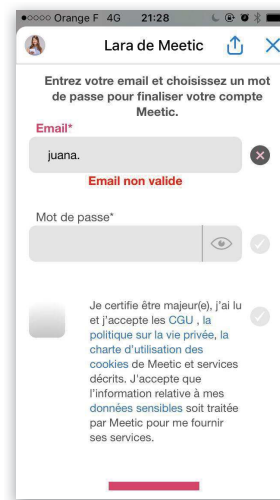 Orange F 4G 21:28
Lara de Meetic
Entrez votre email et choisissez un mot
de passe pour finaliser votre compte
Meetic.
Email*
juana.
Email non valide
Mot de passe*
Je certifie être majeur(e), j'ai lu
et j'accepte les CGU , la
politique sur la vie privée, la
charte d'utilisation des
cookies de Meetic et services
décrits. J'accepte que
l'information relative à mes
données sensibles soit traitée
par Meetic pour me fournir
ses services.